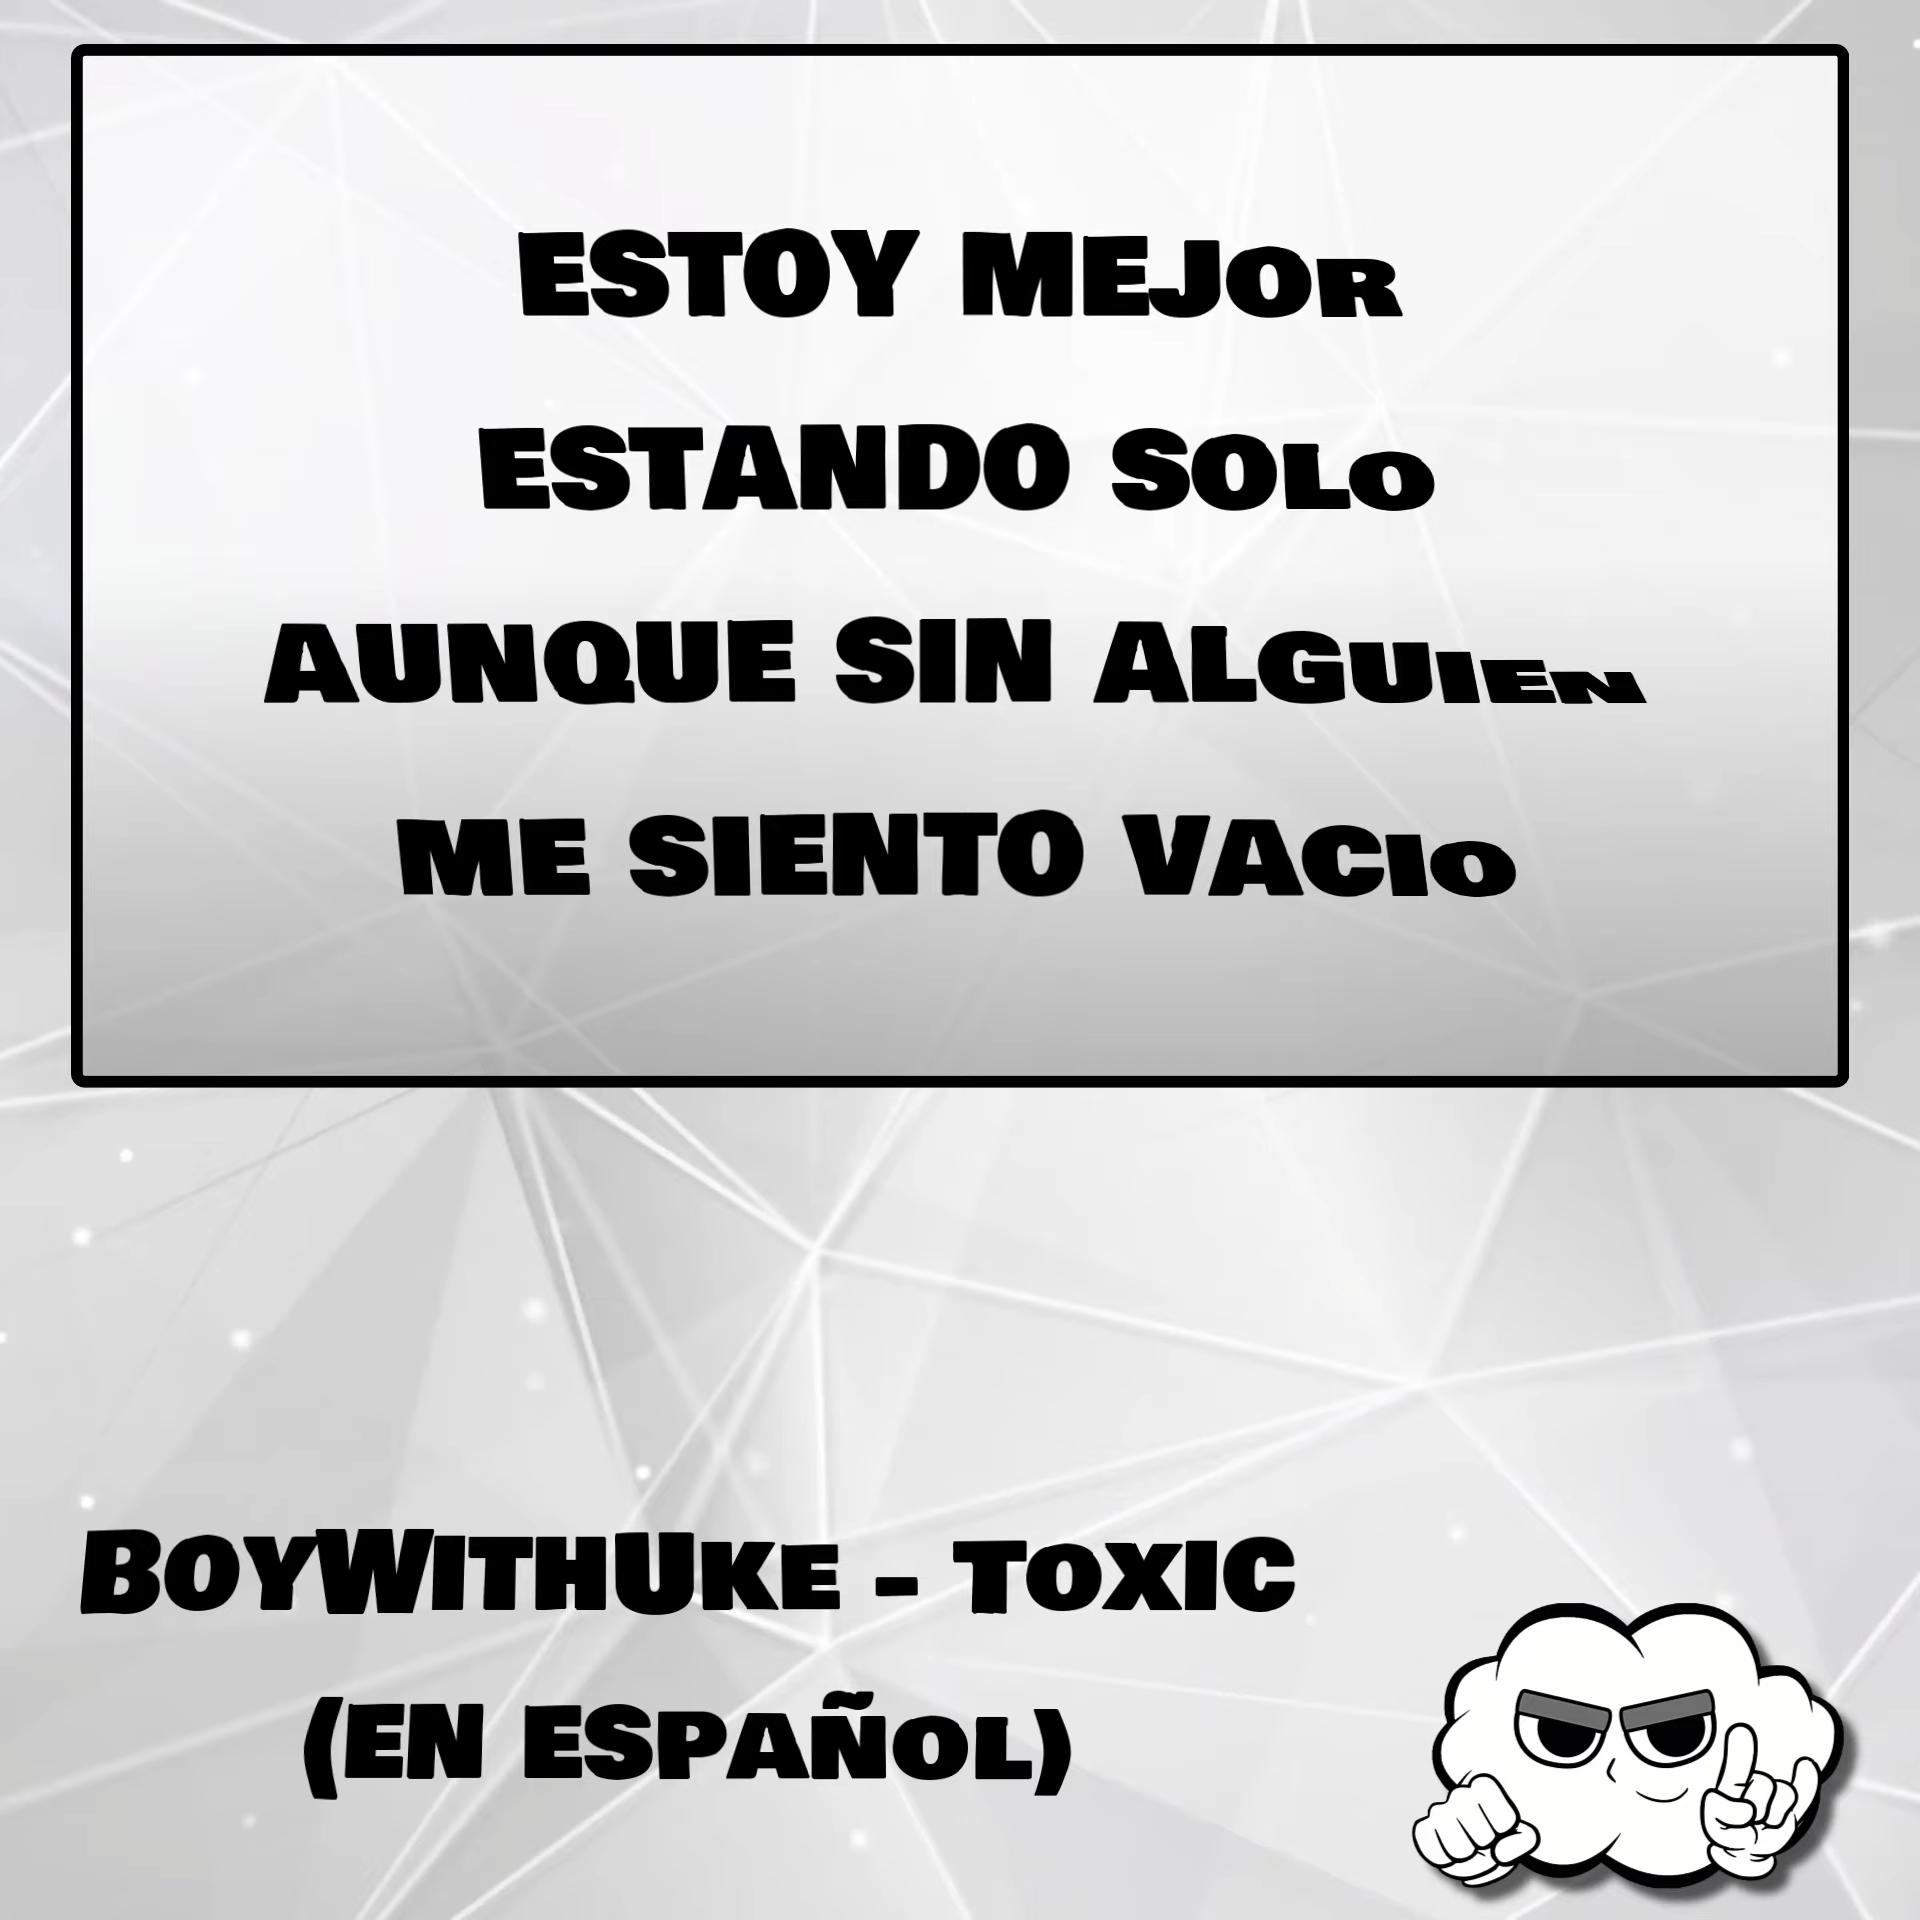 ESTOY MEJOR
ESTANDO SOLO
AUNQUE SIN ALGUIEN
ME SIENTO VACIO
BOYWITHUKE - TOXIC
(EN ESPAÑOL)